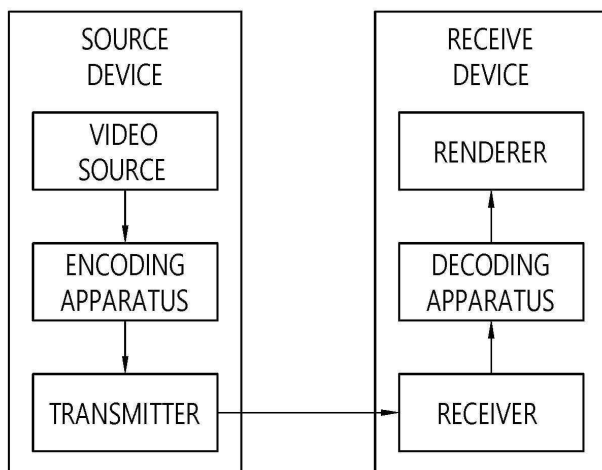 SOURCE
DEVICE
VIDEO
SOURCE
ENCODING
APPARATUS
TRANSMITTER
RECEIVE
DEVICE
RENDERER
DECODING
APPARATUS
RECEIVER